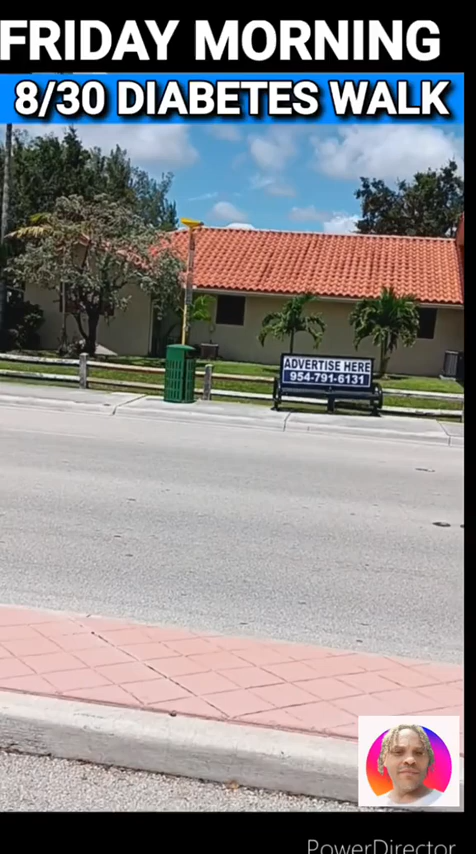 FRIDAY MORNING
8/30 DIABETES WALK
ADVERTISE HERE
954-791-6131
PowerDirector